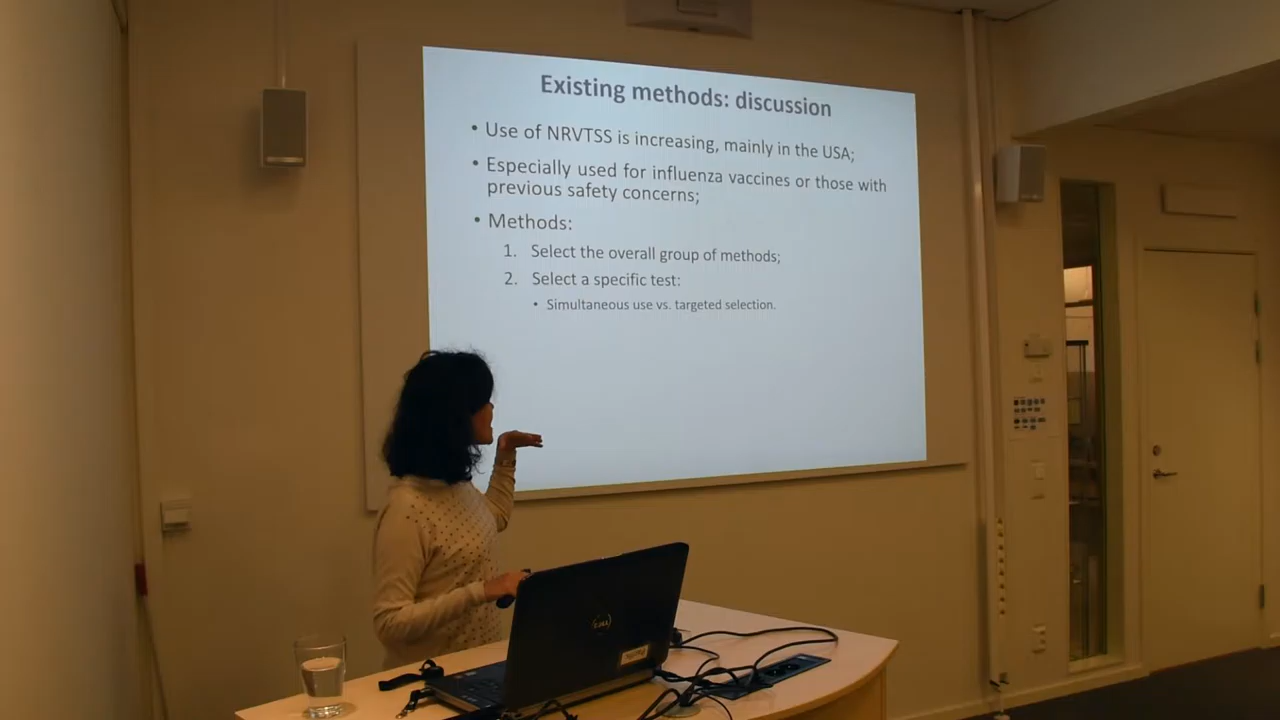 Existing methods: discussion
• Use of NRVTSS is increasing, mainly in the USA;
• Especially used for influenza vaccines or those with
previous safety concerns;
• Methods:
1. Select the overall group of methods;
2. Select a specific test:
• Simultaneous use vs. targeted selection.
DELL